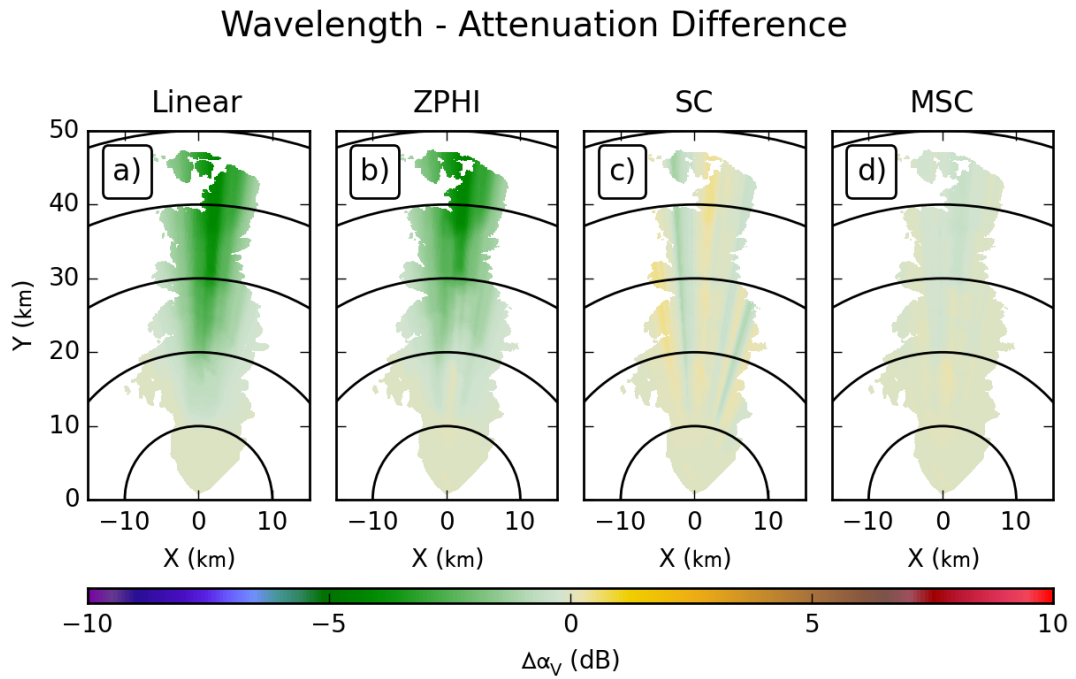 Wavelength - Attenuation Difference
Linear ZPHI SC MSC
a) b) c) d)
50
40
30
20
10
0
Y (km)
−10 0 10 −10 0 10 −10 0 10 −10 0 10
X (km) X (km) X (km) X (km)
−10 −5 0 5 10
Δα_V (dB)